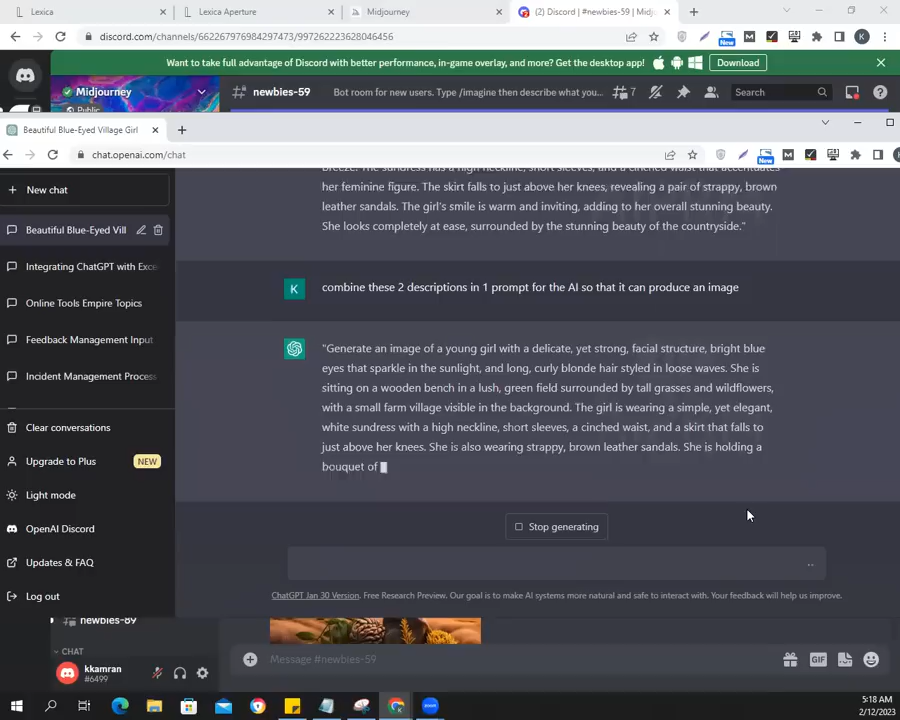 Lexica
Lexica Aperture
Midjourney
(2) Discord | #newbies-59 | Midj
discord.com/channels/662267976984297473/997262223628046456
New
K
Want to take full advantage of Discord with better performance, in-game overlay, and more? Get the desktop app!
Download
Midjourney
newbies-59
Bot room for new users. Type /imagine then describe what you...
7
Search
Public
Beautiful Blue-Eyed Village Girl
chat.openai.com/chat
New
New chat
Beautiful Blue-Eyed Vill
Integrating ChatGPT with Exce
Online Tools Empire Topics
Feedback Management Input
Incident Management Process
Clear conversations
Upgrade to Plus
NEW
Light mode
OpenAI Discord
Updates & FAQ
Log out
breeze. The sundress has a high neckline, short sleeves, and a cinched waist that accentuates
her feminine figure. The skirt falls to just above her knees, revealing a pair of strappy, brown
leather sandals. The girl's smile is warm and inviting, adding to her overall stunning beauty.
She looks completely at ease, surrounded by the stunning beauty of the countryside."
K
combine these 2 descriptions in 1 prompt for the AI so that it can produce an image
"Generate an image of a young girl with a delicate, yet strong, facial structure, bright blue
eyes that sparkle in the sunlight, and long, curly blonde hair styled in loose waves. She is
sitting on a wooden bench in a lush, green field surrounded by tall grasses and wildflowers,
with a small farm village visible in the background. The girl is wearing a simple, yet elegant,
white sundress with a high neckline, short sleeves, a cinched waist, and a skirt that falls to
just above her knees. She is also wearing strappy, brown leather sandals. She is holding a
bouquet of
Stop generating
ChatGPT Jan 30 Version. Free Research Preview. Our goal is to make AI systems more natural and safe to interact with. Your feedback will help us improve.
newbies-89
CHAT
kkamran
#6499
Message #newbies-59
GIF
5:18 AM
2/12/2023